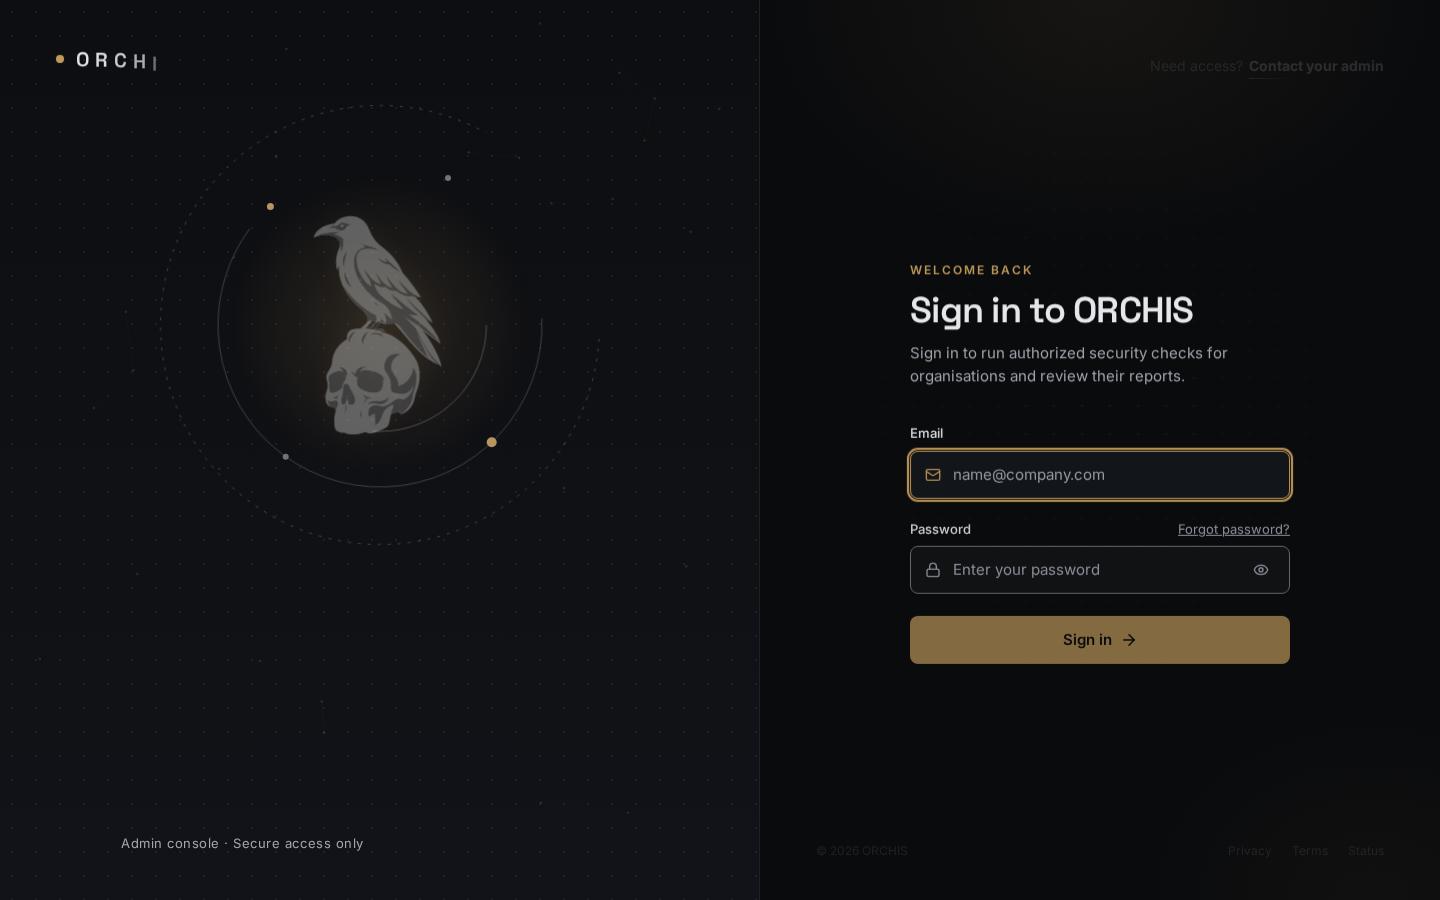 ORCHI
Need access? Contact your admin
WELCOME BACK
Sign in to ORCHIS
Sign in to run authorized security checks for
organisations and review their reports.
Email
name@company.com
Password Forgot password?
Enter your password
Sign in
Admin console · Secure access only
© 2026 ORCHIS
Privacy Terms Status